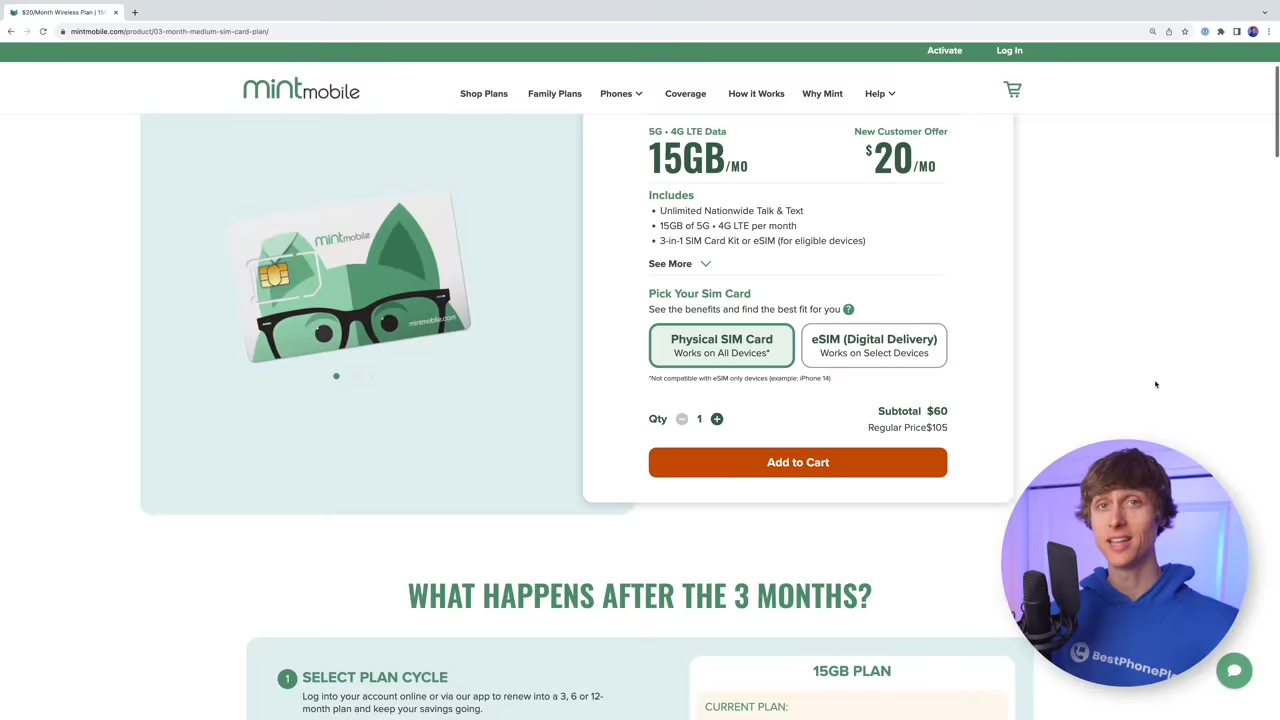 $20/Month Wireless Plan | 15
mintmobile.com/product/03-month-medium-sim-card-plan/
Activate
Log In
mintmobile
Shop Plans
Family Plans
Phones
Coverage
How it Works
Why Mint
Help
5G • 4G LTE Data
New Customer Offer
15GB/MO
$20/MO
Includes
• Unlimited Nationwide Talk & Text
• 15GB of 5G • 4G LTE per month
• 3-in-1 SIM Card Kit or eSIM (for eligible devices)
See More
mintmobile
mintmobile.com
Pick Your Sim Card
See the benefits and find the best fit for you ?
Physical SIM Card
Works on All Devices*
eSIM (Digital Delivery)
Works on Select Devices
*Not compatible with eSIM only devices (example: iPhone 14)
Qty
1
Subtotal $60
Regular Price$105
Add to Cart
WHAT HAPPENS AFTER THE 3 MONTHS?
1 SELECT PLAN CYCLE
Log into your account online or via our app to renew into a 3, 6 or 12-
month plan and keep your savings going.
15GB PLAN
CURRENT PLAN: